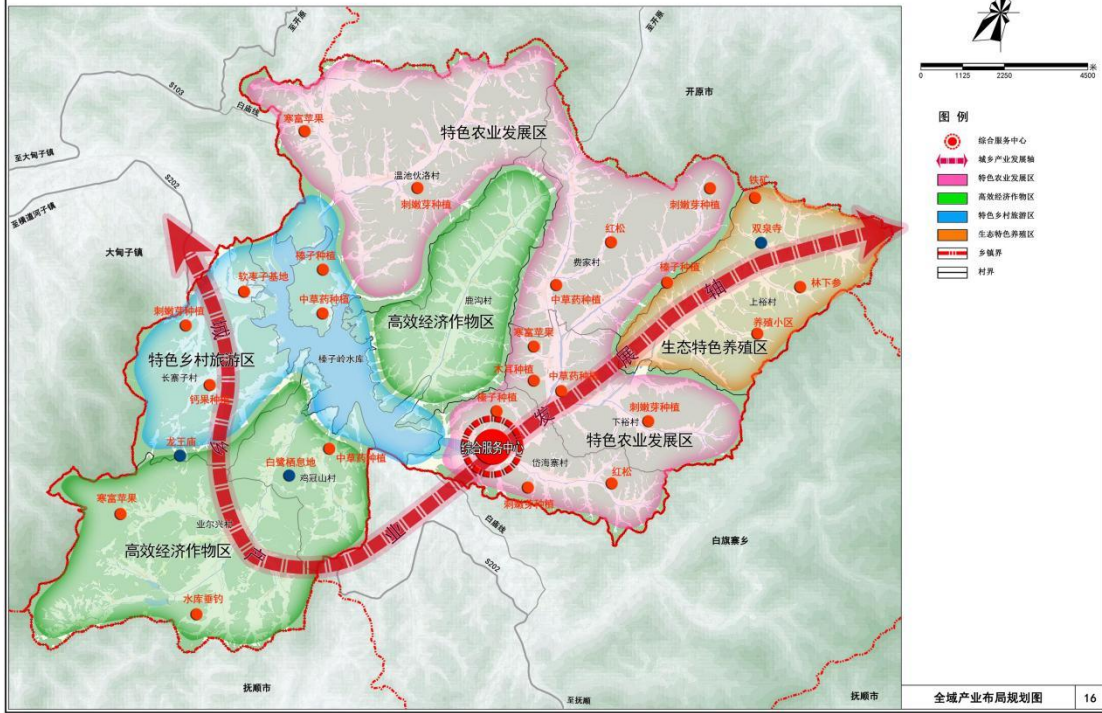 至开原
至开原
S103
白庙线
至大甸子镇
S202
至横道河子镇
大甸子镇
开原市
寒富苹果
特色农业发展区
温池伙洛村
刺嫩芽种植
刺嫩芽种植
铁矿
双泉寺
红松
费家村
榛子种植
中草药种植
林下参
上裕村
养殖小区
生态特色养殖区
榛子种植
软枣子基地
中草药种植
刺嫩芽种植
特色乡村旅游区
长寨子村
钙果种植
榛子岭水库
鹿沟村
高效经济作物区
寒富苹果
木耳种植
中草药种植
榛子种植
综合服务中心
刺嫩芽种植
下裕村
特色农业发展区
岱海寨村
红松
刺嫩芽种植
龙王庙
白鹭栖息地
中草药种植
鸡冠山村
寒富苹果
业尔兴村
高效经济作物区
水库垂钓
城乡产业发展轴
白庙线
S202
白旗寨乡
抚顺市
至抚顺
抚顺市
0 1125 2250 4500 米
图 例
综合服务中心
城乡产业发展轴
特色农业发展区
高效经济作物区
特色乡村旅游区
生态特色养殖区
乡镇界
村界
全域产业布局规划图 16